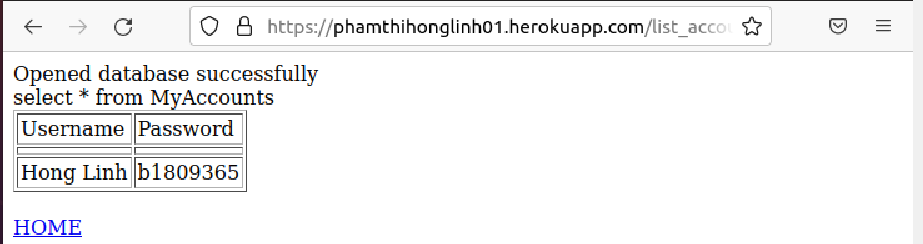 https://phamthihonglinh01.herokuapp.com/list_accou
Opened database successfully
select * from MyAccounts
Username Password
Hong Linh b1809365
HOME